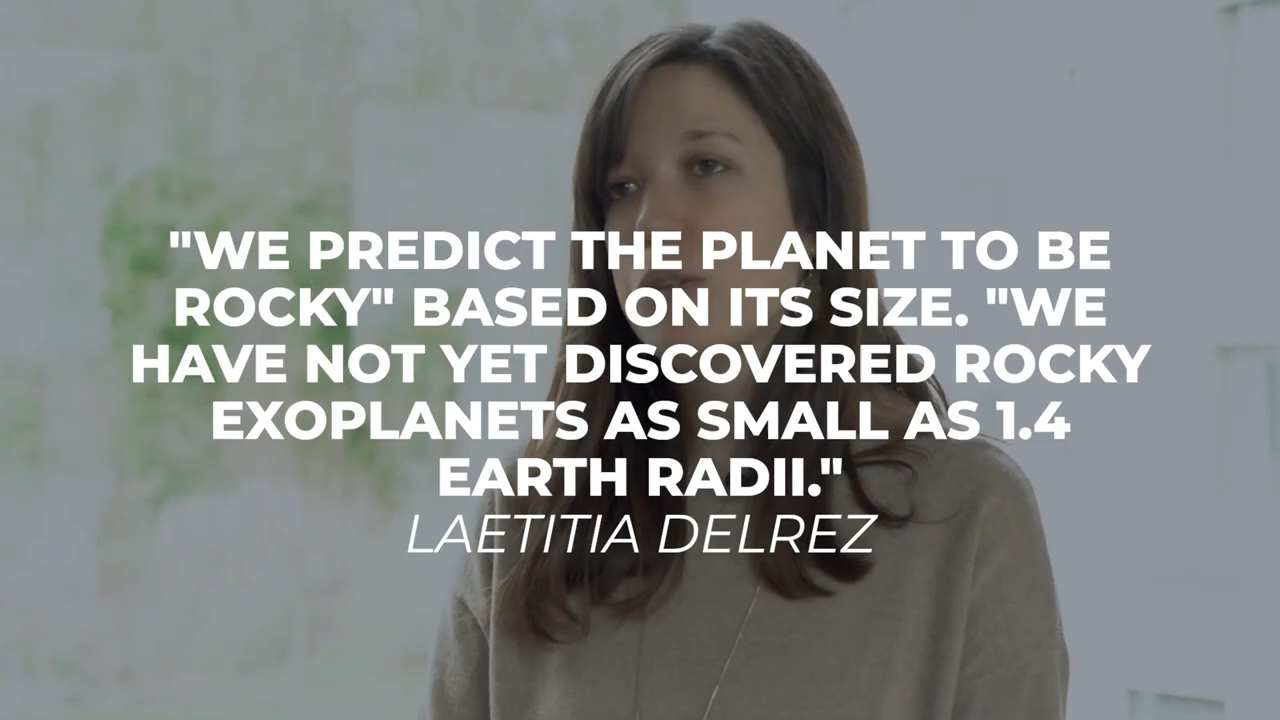 "WE PREDICT THE PLANET TO BE
ROCKY" BASED ON ITS SIZE. "WE
HAVE NOT YET DISCOVERED ROCKY
EXOPLANETS AS SMALL AS 1.4
EARTH RADII."
LAETITIA DELREZ